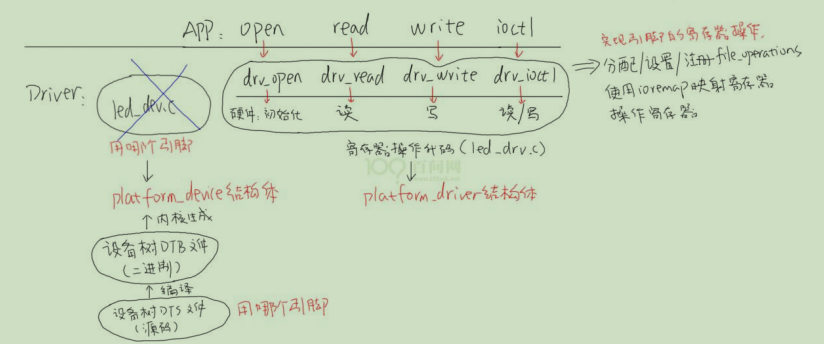 APP: open read write ioctl
实现引脚的寄存器操作,
drv_open drv_read drv_write drv_ioctl
⇒ 分配/设置/注册 file_operations
Driver:
led_dev.c
硬件: 初始化 读 写 读/写
使用ioremap映射寄存器
操作寄存器
用哪个引脚
寄存器操作代码 (led_drv.c)
百问网
platform_device结构体
platform_driver结构体
↑内核生成
设备树DTB文件
(二进制)
↑编译
设备树DTS文件
(源码)
用哪个引脚